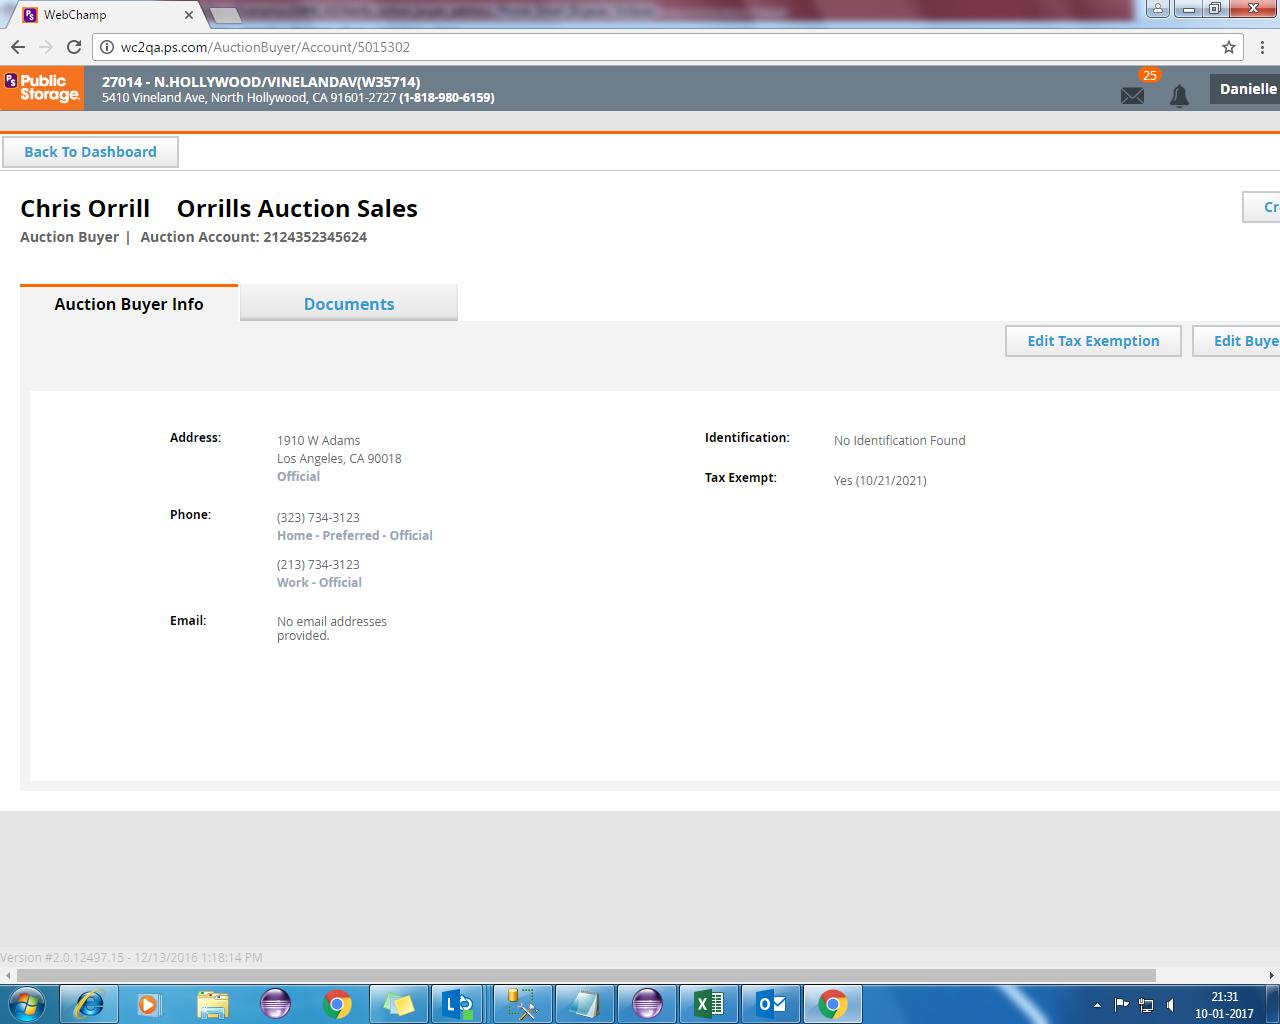 WebChamp
wc2qa.ps.com/AuctionBuyer/Account/5015302
PS Public Storage.
27014 - N.HOLLYWOOD/VINELANDAV(W35714)
5410 Vineland Ave, North Hollywood, CA 91601-2727 (1-818-980-6159)
25
Danielle
Back To Dashboard
Chris Orrill Orrills Auction Sales
Cr
Auction Buyer | Auction Account: 2124352345624
Auction Buyer Info
Documents
Edit Tax Exemption
Edit Buye
Address:
1910 W Adams
Los Angeles, CA 90018
Official
Phone:
(323) 734-3123
Home - Preferred - Official
(213) 734-3123
Work - Official
Email:
No email addresses
provided.
Identification:
No Identification Found
Tax Exempt:
Yes (10/21/2021)
Version #2.0.12497.15 - 12/13/2016 1:18:14 PM
21:31
10-01-2017